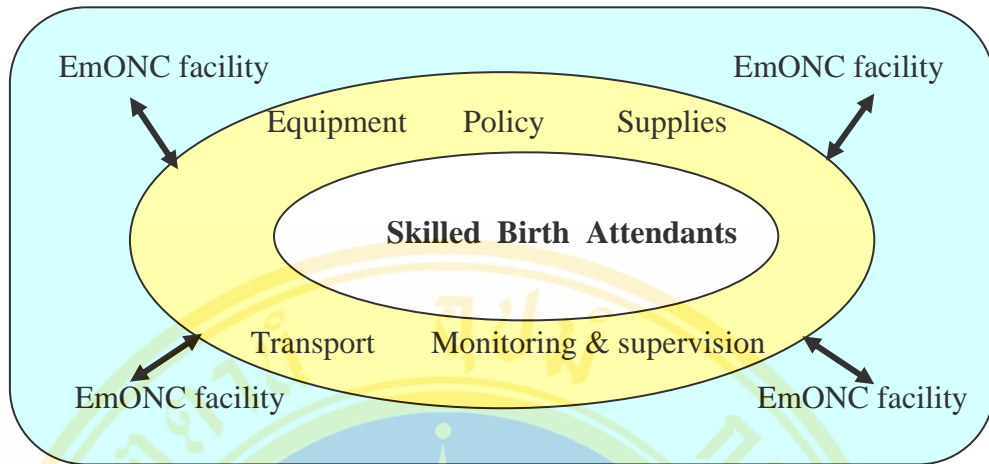 EmONC facility EmONC facility
Equipment Policy Supplies
Skilled Birth Attendants
Transport Monitoring & supervision
EmONC facility EmONC facility